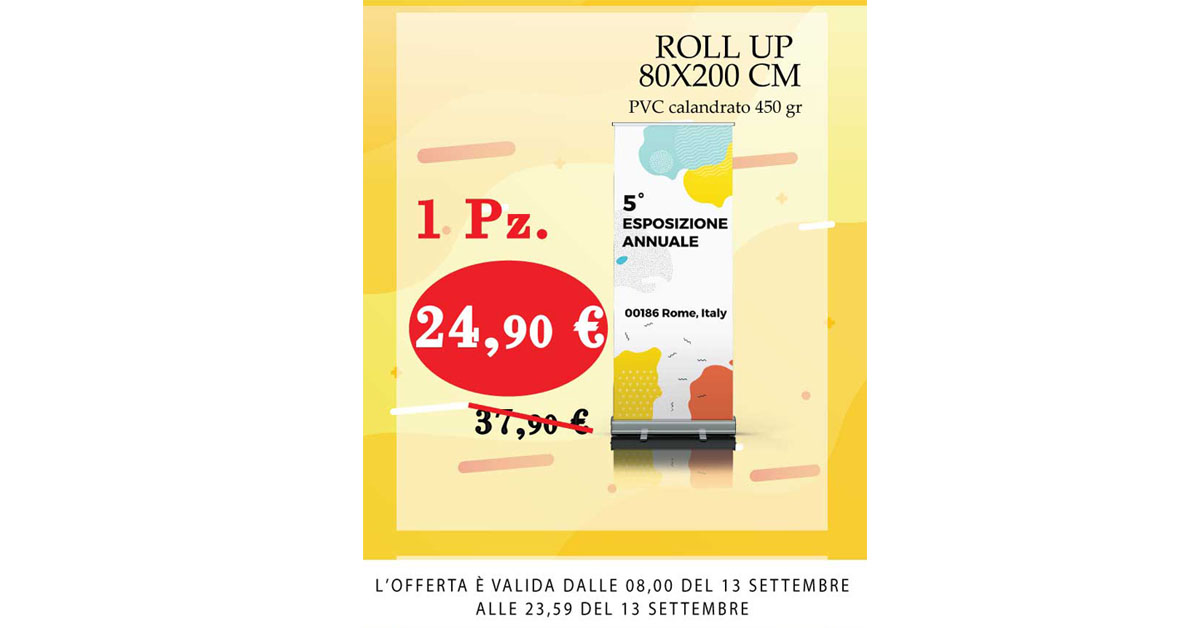 ROLL UP
80X200 CM
PVC calandrato 450 gr
5°
ESPOSIZIONE
ANNUALE
00186 Rome, Italy
1 Pz.
24,90 €
37,90 €
L'OFFERTA È VALIDA DALLE 08,00 DEL 13 SETTEMBRE
ALLE 23,59 DEL 13 SETTEMBRE